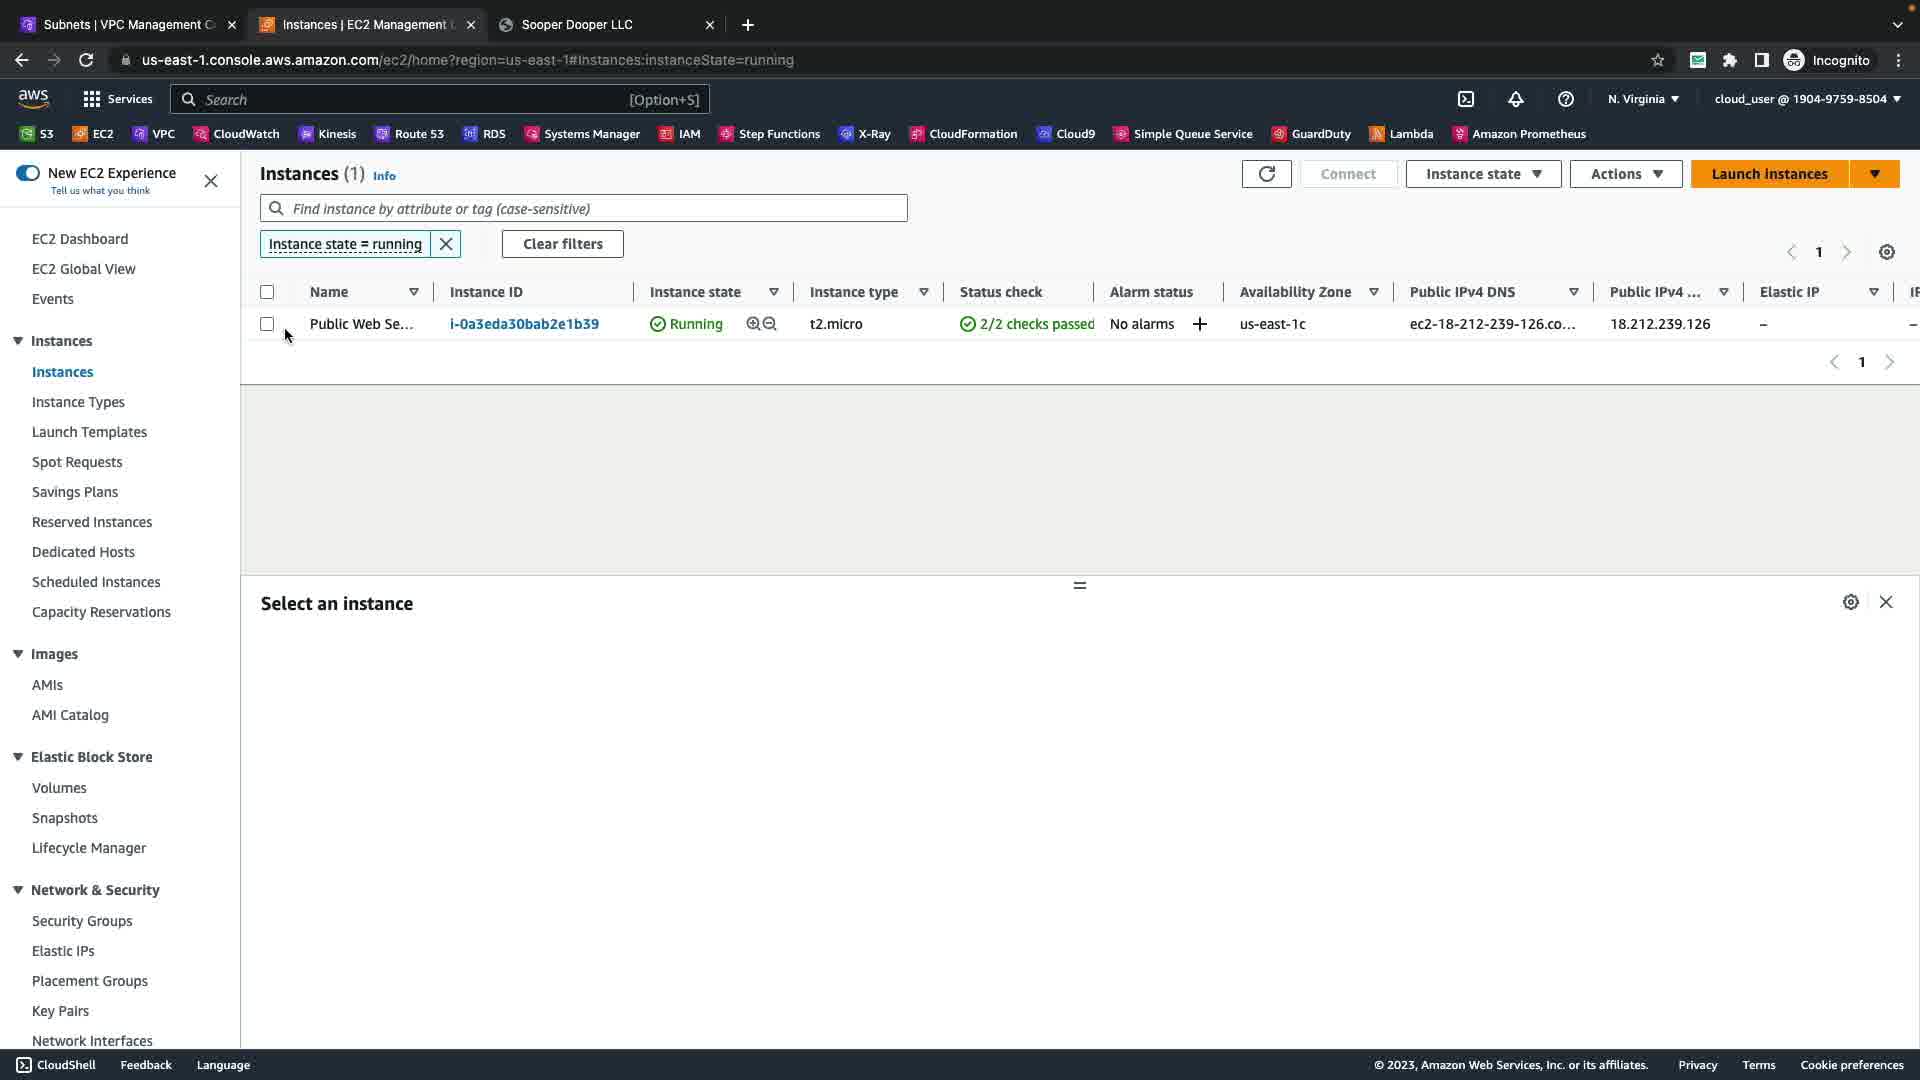 Subnets | VPC Management C
Instances | EC2 Management
Sooper Dooper LLC
us-east-1.console.aws.amazon.com/ec2/home?region=us-east-1#Instances:instanceState=running
Incognito
aws
Services
Search
[Option+S]
N. Virginia
cloud_user @ 1904-9759-8504
S3
EC2
VPC
CloudWatch
Kinesis
Route 53
RDS
Systems Manager
IAM
Step Functions
X-Ray
CloudFormation
Cloud9
Simple Queue Service
GuardDuty
Lambda
Amazon Prometheus
New EC2 Experience
Tell us what you think
EC2 Dashboard
EC2 Global View
Events
Instances
Instances
Instance Types
Launch Templates
Spot Requests
Savings Plans
Reserved Instances
Dedicated Hosts
Scheduled Instances
Capacity Reservations
Images
AMIs
AMI Catalog
Elastic Block Store
Volumes
Snapshots
Lifecycle Manager
Network & Security
Security Groups
Elastic IPs
Placement Groups
Key Pairs
Network Interfaces
Instances (1) Info
Connect
Instance state
Actions
Launch instances
Find instance by attribute or tag (case-sensitive)
Instance state = running
Clear filters
1
Name
Instance ID
Instance state
Instance type
Status check
Alarm status
Availability Zone
Public IPv4 DNS
Public IPv4 ...
Elastic IP
Public Web Se...
i-0a3eda30bab2e1b39
Running
t2.micro
2/2 checks passed
No alarms
us-east-1c
ec2-18-212-239-126.co...
18.212.239.126
–
–
1
Select an instance
CloudShell
Feedback
Language
© 2023, Amazon Web Services, Inc. or its affiliates.
Privacy
Terms
Cookie preferences